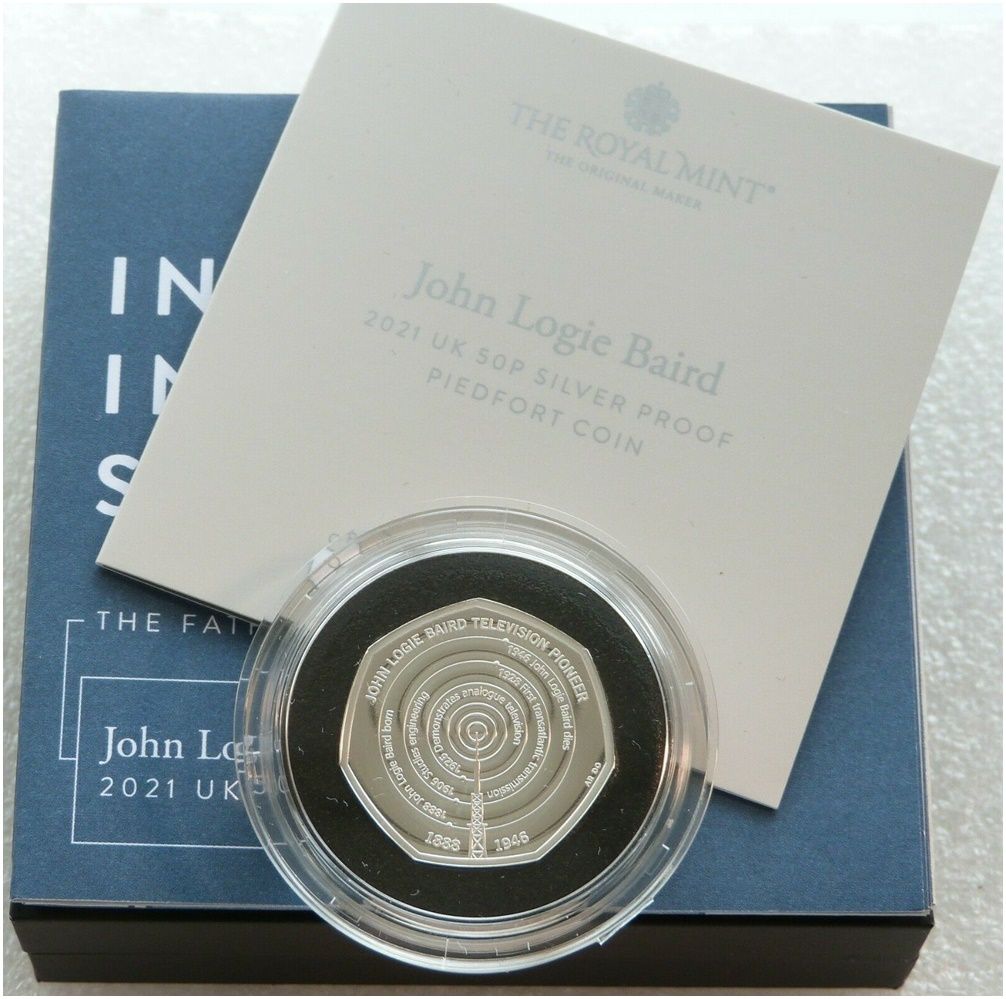 THE ROYAL MINT®
THE ORIGINAL MAKER
John Logie Baird
2021 UK 50P SILVER PROOF
PIEDFORT COIN
IN
IN
S
THE FAT
John Lo
2021 UK
JOHN LOGIE BAIRD TELEVISION PIONEER
1946 John Logie Baird dies
1928 First transatlantic transmission
1925 Demonstrates analogue television
1906 Studies engineering
1888 John Logie Baird born
1888 1946